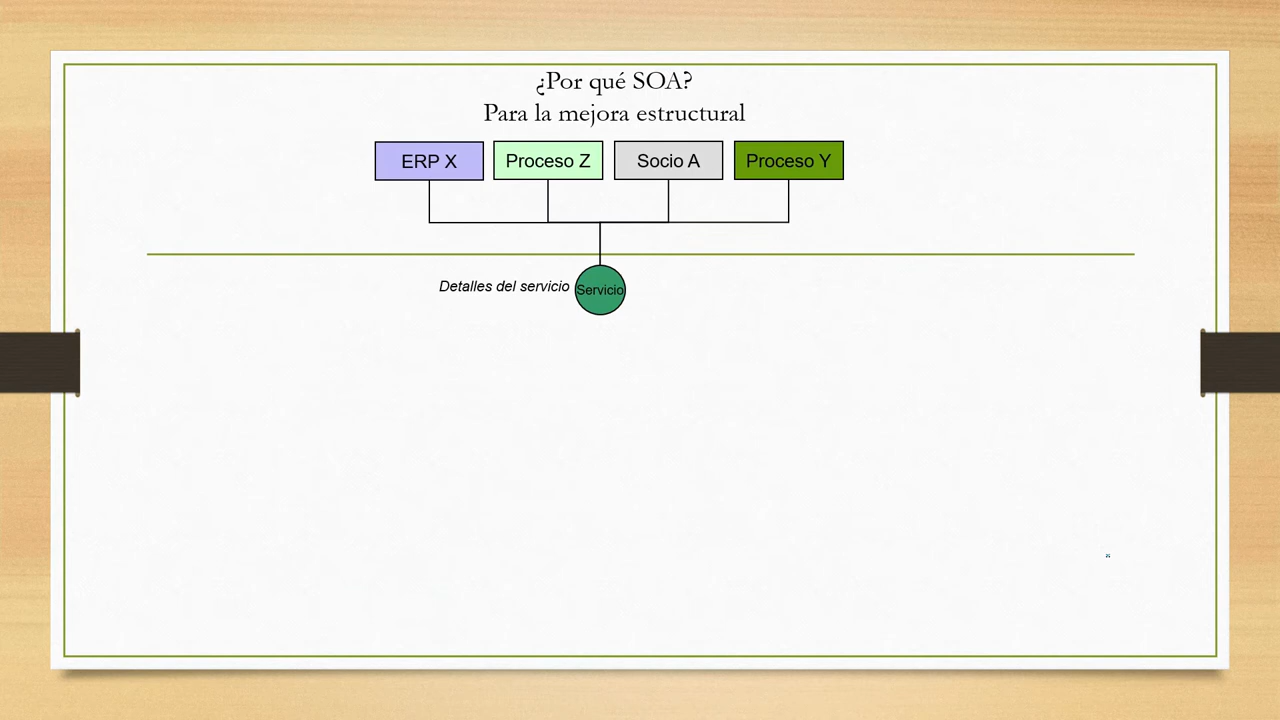 ¿Por qué SOA?
Para la mejora estructural
ERP X
Proceso Z
Socio A
Proceso Y
Detalles del servicio
Servicio